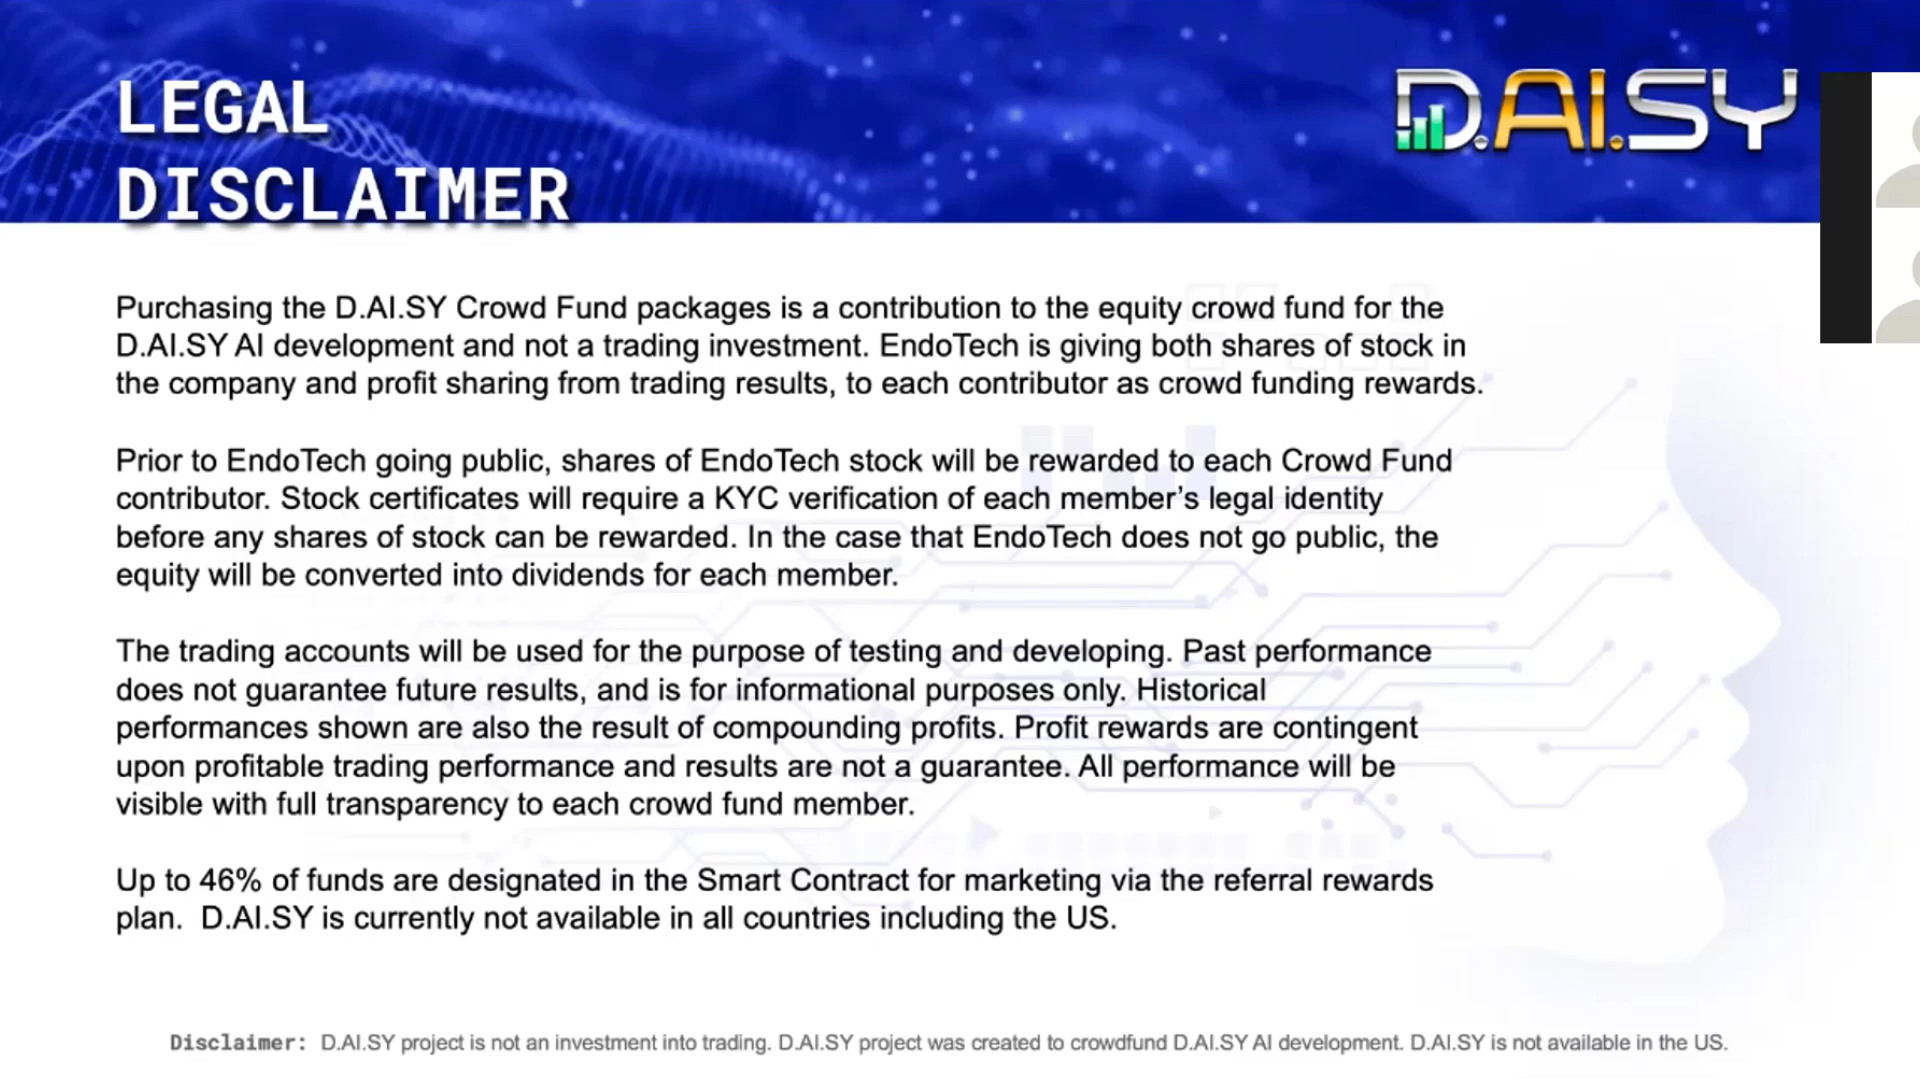 LEGAL
DISCLAIMER
D.AI.SY
Purchasing the D.AI.SY Crowd Fund packages is a contribution to the equity crowd fund for the
D.AI.SY AI development and not a trading investment. EndoTech is giving both shares of stock in
the company and profit sharing from trading results, to each contributor as crowd funding rewards.
Prior to EndoTech going public, shares of EndoTech stock will be rewarded to each Crowd Fund
contributor. Stock certificates will require a KYC verification of each member’s legal identity
before any shares of stock can be rewarded. In the case that EndoTech does not go public, the
equity will be converted into dividends for each member.
The trading accounts will be used for the purpose of testing and developing. Past performance
does not guarantee future results, and is for informational purposes only. Historical
performances shown are also the result of compounding profits. Profit rewards are contingent
upon profitable trading performance and results are not a guarantee. All performance will be
visible with full transparency to each crowd fund member.
Up to 46% of funds are designated in the Smart Contract for marketing via the referral rewards
plan. D.AI.SY is currently not available in all countries including the US.
Disclaimer: D.AI.SY project is not an investment into trading. D.AI.SY project was created to crowdfund D.AI.SY AI development. D.AI.SY is not available in the US.